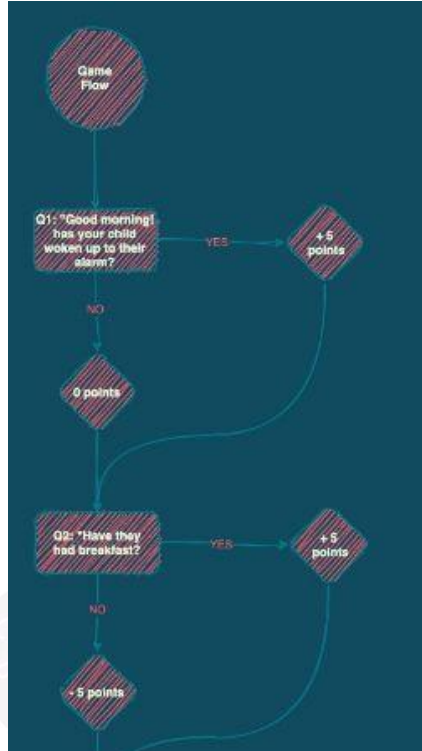 Game
Flow
Q1: "Good morning!
has your child
woken up to their
alarm?
YES
+ 5
points
NO
0 points
Q2: "Have they
had breakfast?
YES
+ 5
points
NO
- 5 points